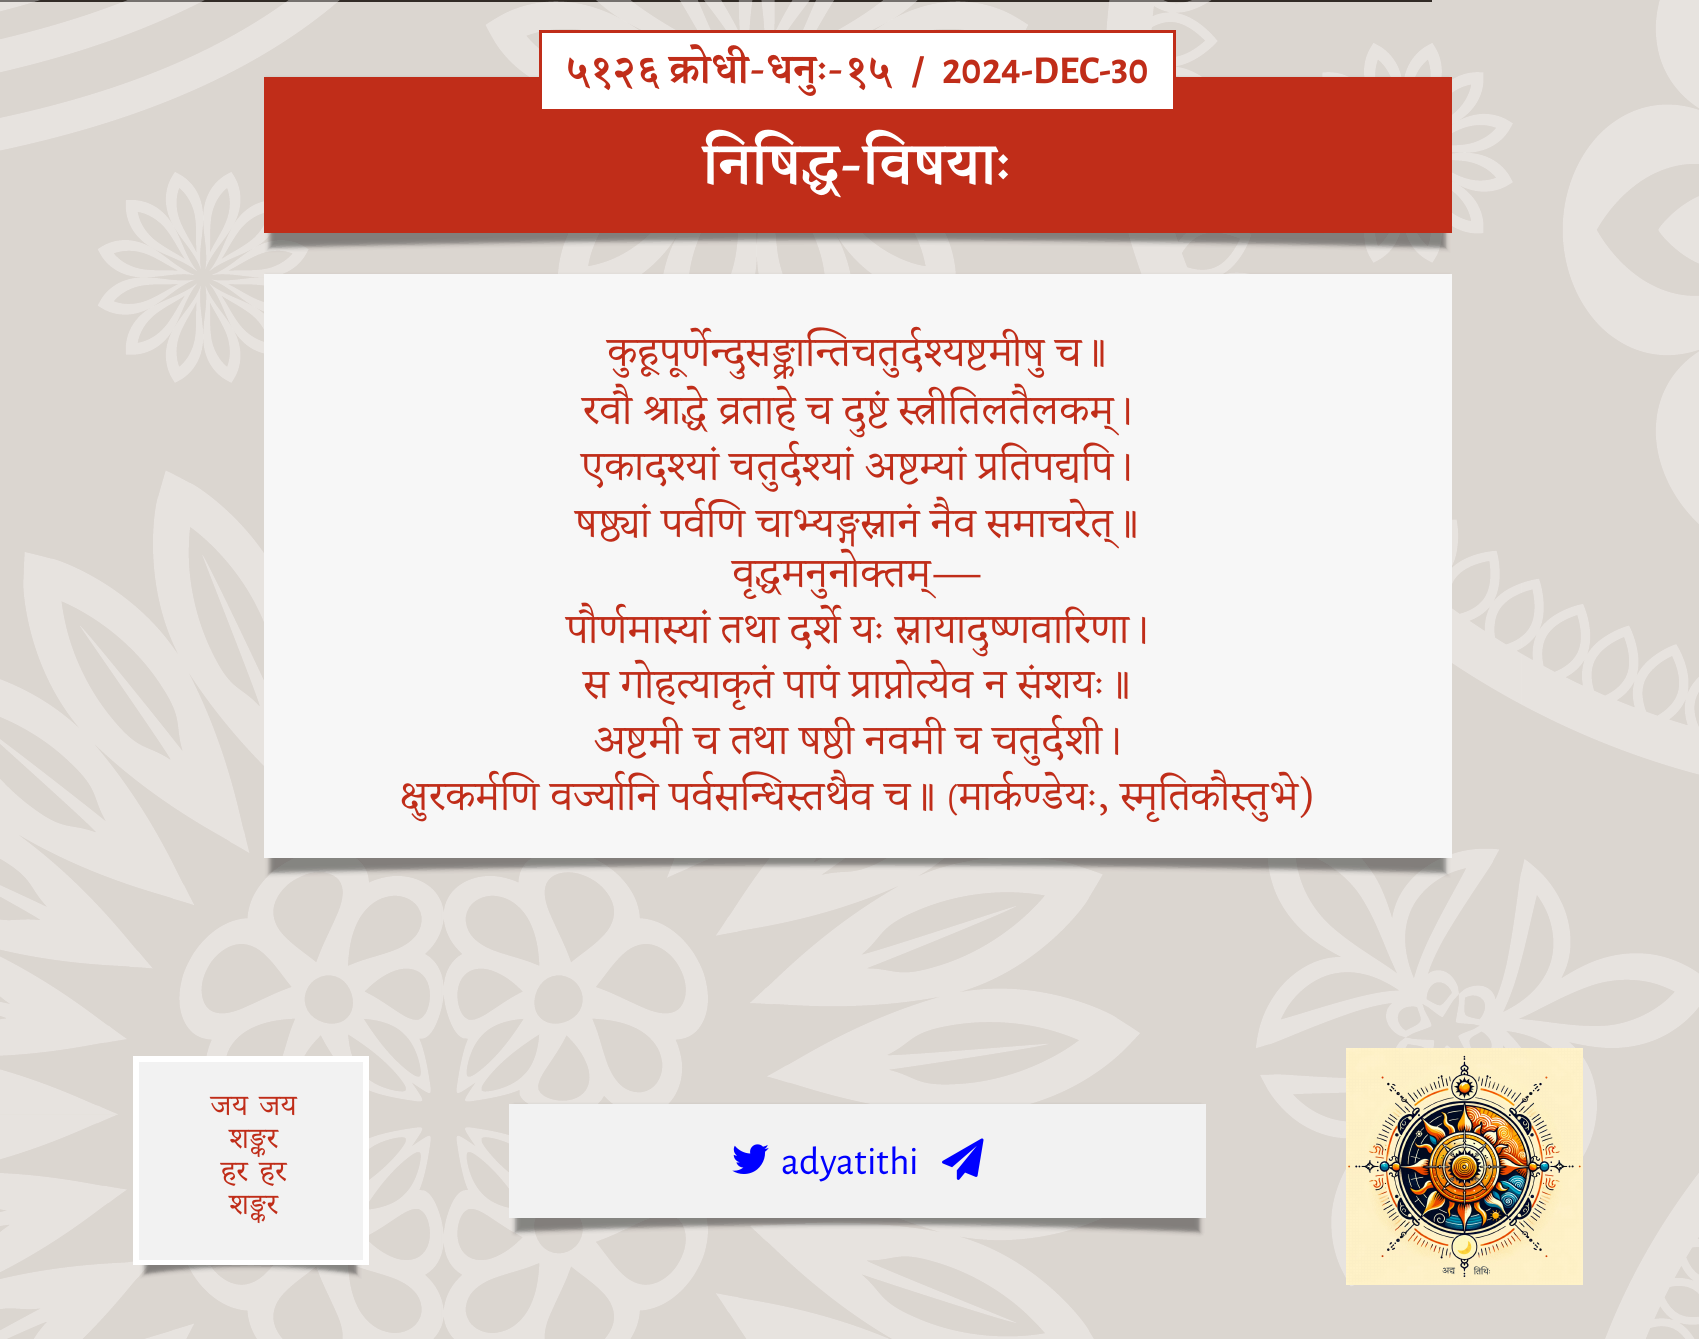 ५१२६ क्रोधी-धनुः-१५ / 2024-DEC-30
निषिद्ध-विषयाः
कुहूपूर्णेन्दुसङ्क्रान्तिचतुर्दश्यष्टमीषु च॥
रवौ श्राद्धे व्रताहे च दुष्टं स्त्रीतिलतैलकम्।
एकादश्यां चतुर्दश्यां अष्टम्यां प्रतिपद्यपि।
षष्ठ्यां पर्वणि चाभ्यङ्गस्नानं नैव समाचरेत्॥
वृद्धमनुनोक्तम्—
पौर्णमास्यां तथा दर्शे यः स्नायादुष्णवारिणा।
स गोहत्याकृतं पापं प्राप्नोत्येव न संशयः॥
अष्टमी च तथा षष्ठी नवमी च चतुर्दशी।
क्षुरकर्मणि वर्ज्यानि पर्वसन्धिस्तथैव च॥ (मार्कण्डेयः, स्मृतिकौस्तुभे)
जय जय
शङ्कर
हर हर
शङ्कर
adyatithi
अद्य तिथिः